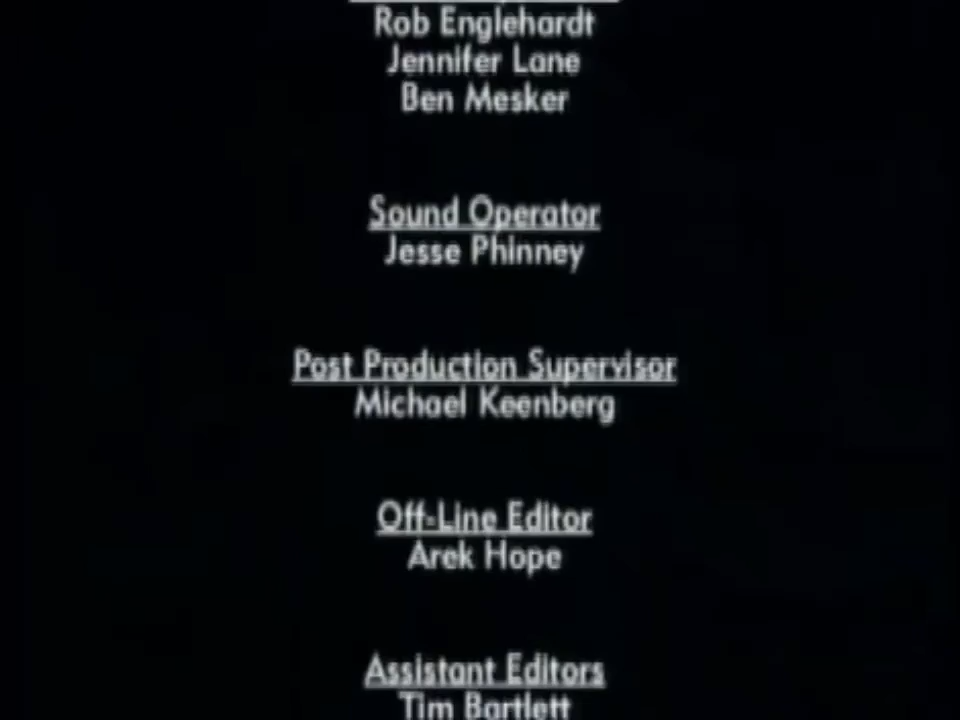 Rob Englehardt
Jennifer Lane
Ben Mesker
Sound Operator
Jesse Phinney
Post Production Supervisor
Michael Keenberg
Off-Line Editor
Arek Hope
Assistant Editors
Tim Bartlett